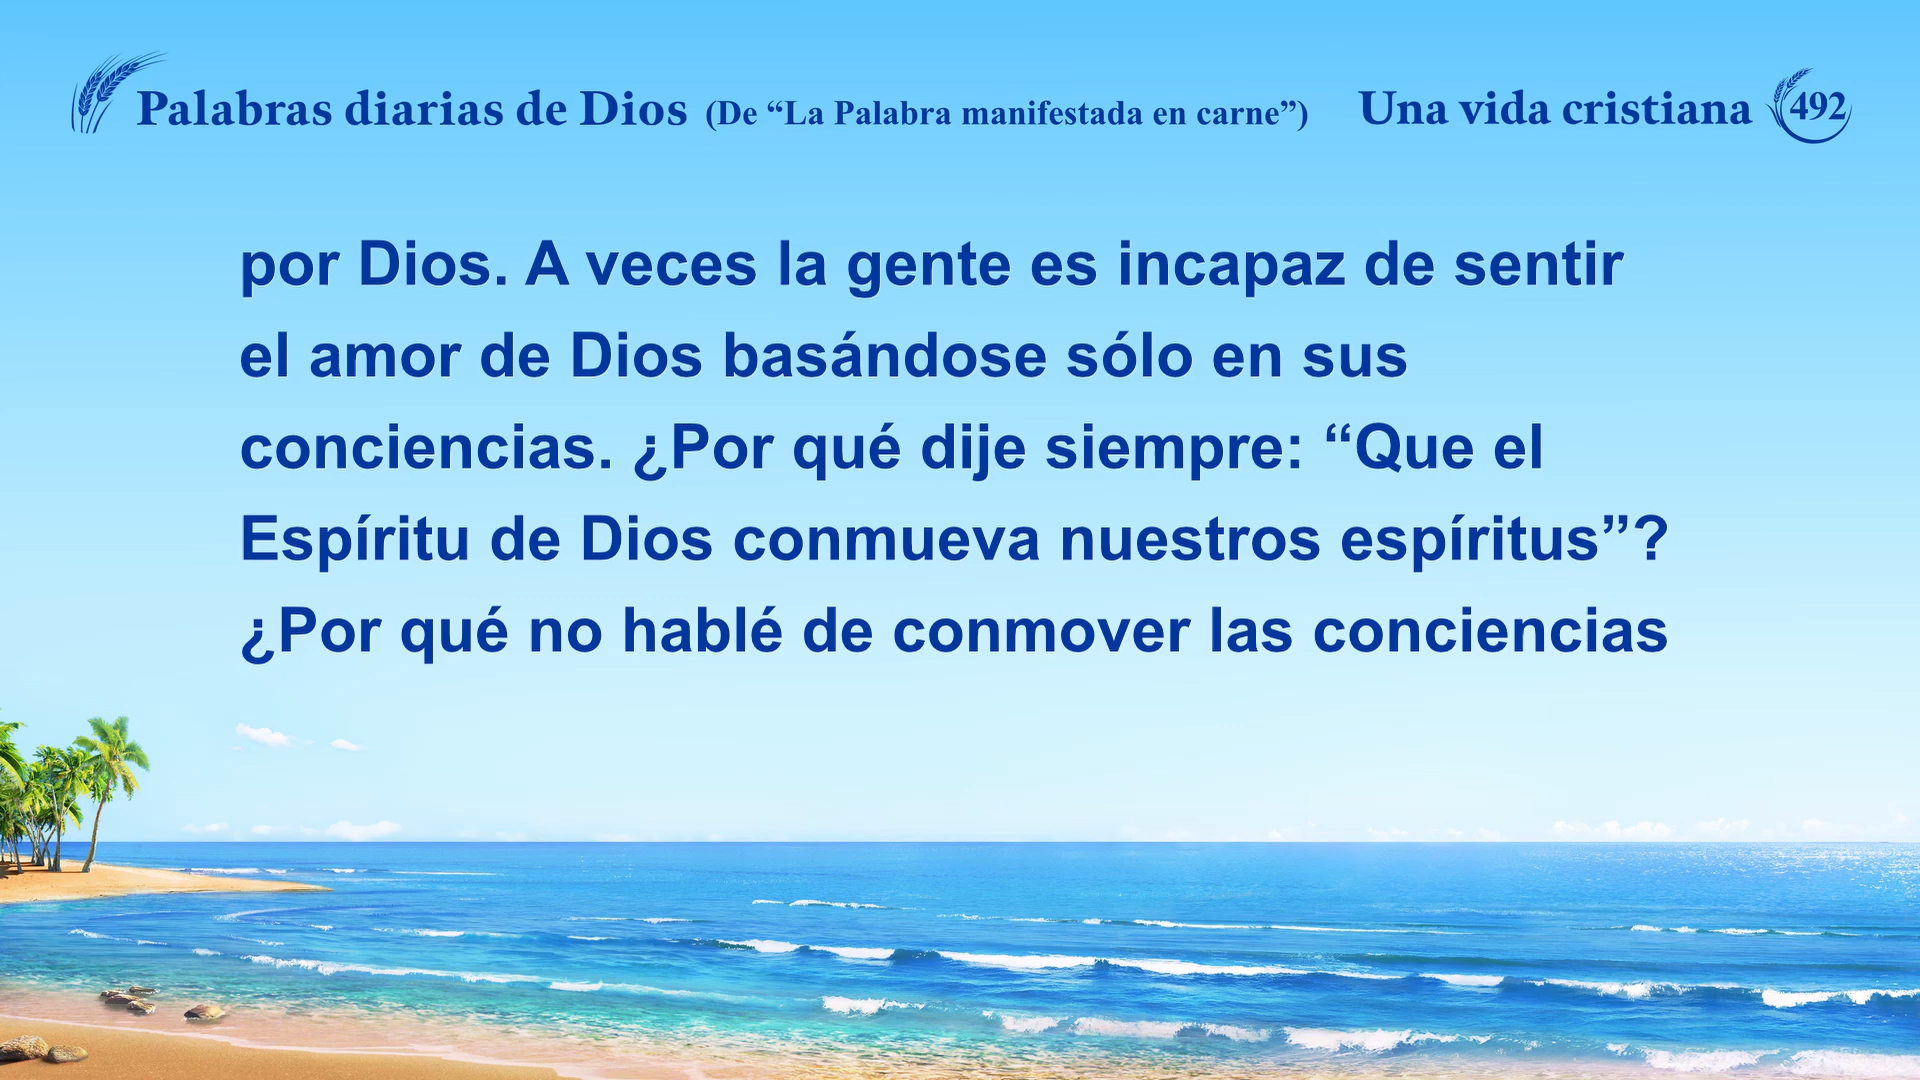 Palabras diarias de Dios (De “La Palabra manifestada en carne”) Una vida cristiana 492
por Dios. A veces la gente es incapaz de sentir
el amor de Dios basándose sólo en sus
conciencias. ¿Por qué dije siempre: “Que el
Espíritu de Dios conmueva nuestros espíritus”?
¿Por qué no hablé de conmover las conciencias